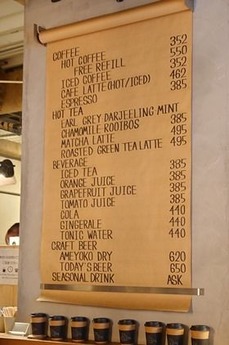 COFFEE
HOT COFFEE 352
FREE REFILL 550
ICED COFFEE 352
CAFE LATTE (HOT/ICED) 462
ESPRESSO 385
HOT TEA
EARL GREY DARJEELING MINT
CHAMOMILE ROOIBOS 385
MATCHA LATTE 495
ROASTED GREEN TEA LATTE 495
BEVERAGE
ICED TEA 385
ORANGE JUICE 385
GRAPEFRUIT JUICE 385
TOMATO JUICE 385
COLA 440
GINGERALE 440
TONIC WATER 440
CRAFT BEER
AMEYOKO DRY 620
TODAY'S BEER 650
SEASONAL DRINK ASK